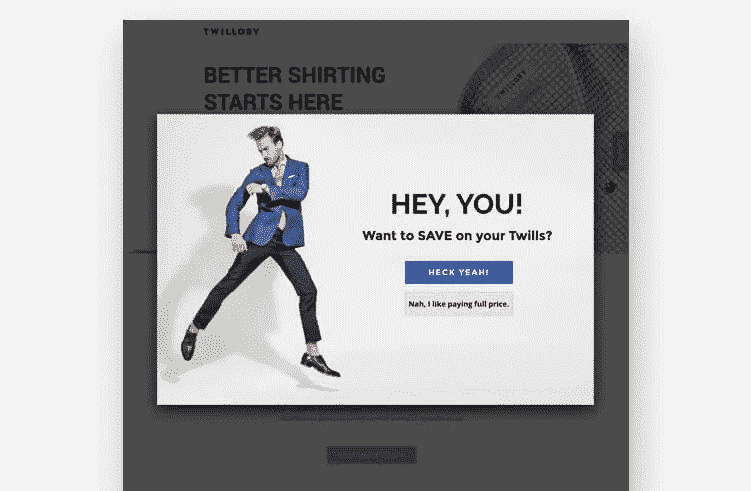 TWILLORY
BETTER SHIRTING
STARTS HERE
TWILLORY
HEY, YOU!
Want to SAVE on your Twills?
HECK YEAH!
Nah, I like paying full price.